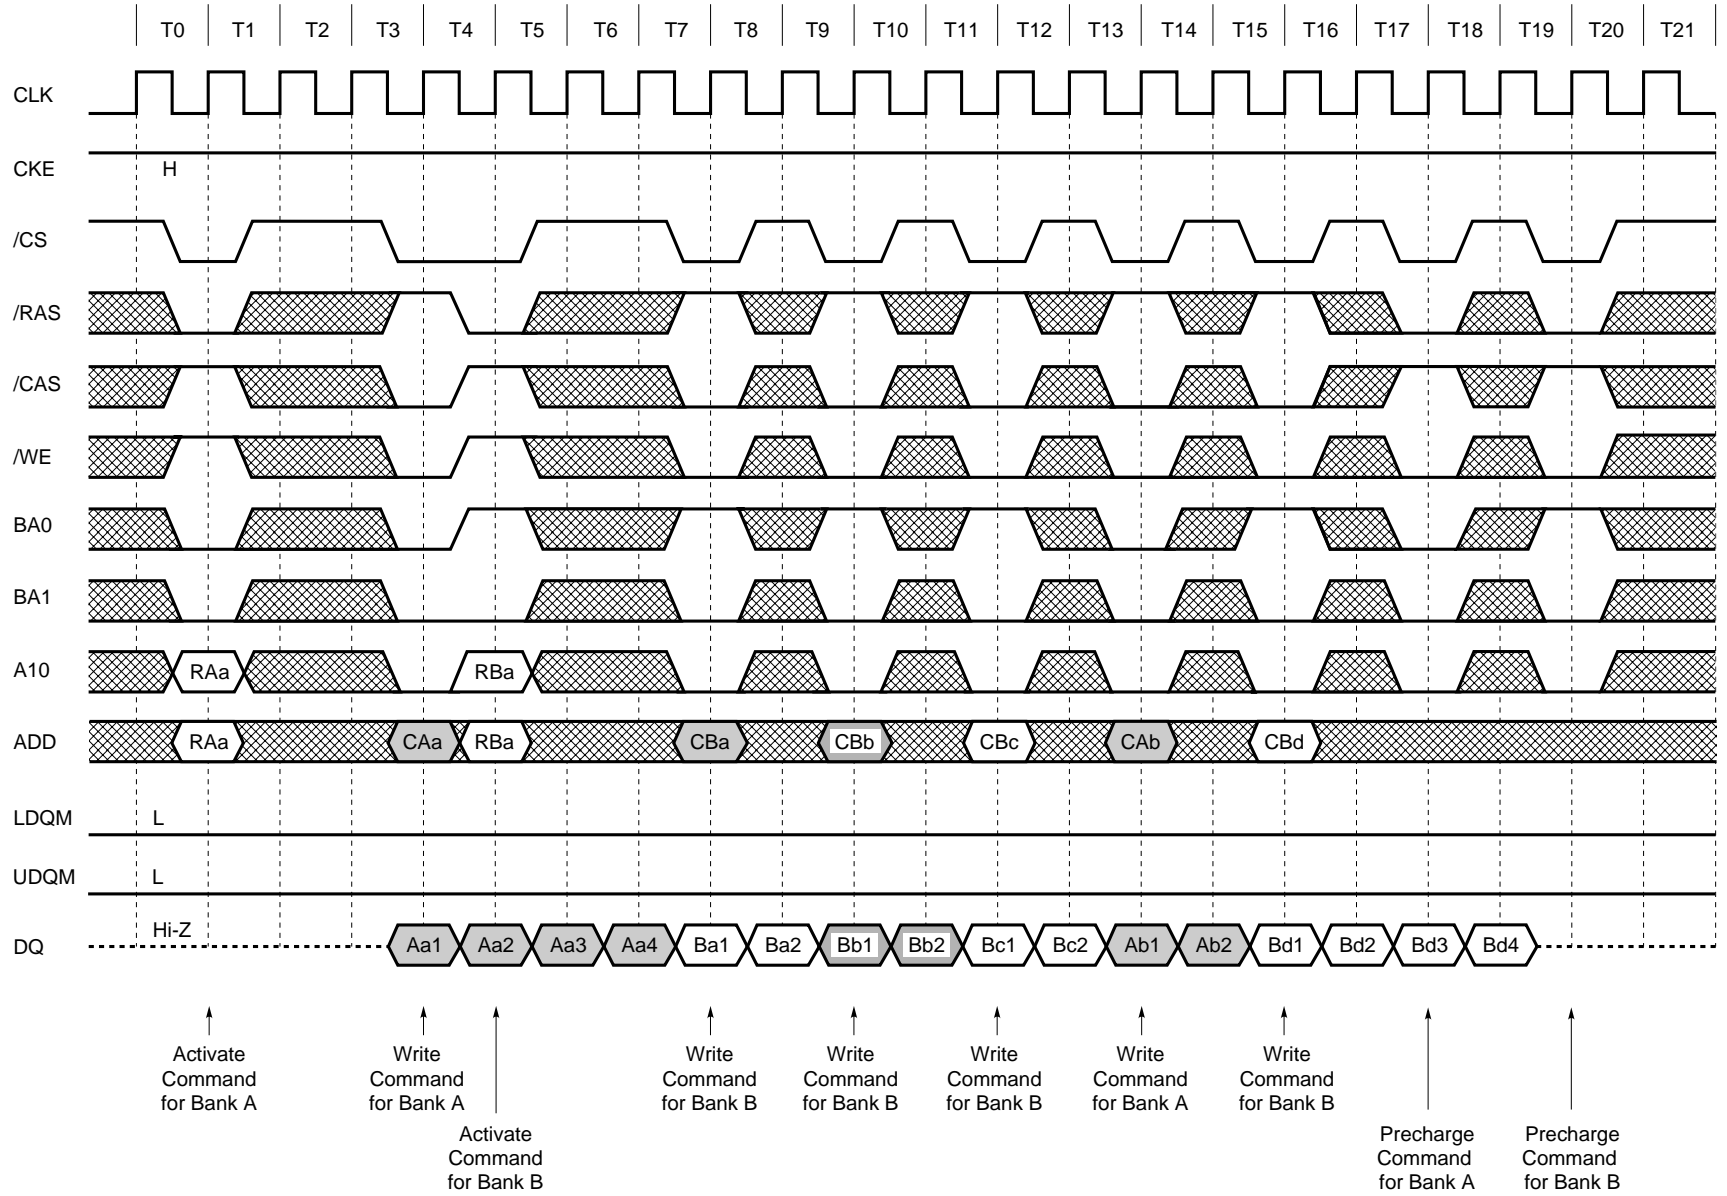 T0 T1 T2 T3 T4 T5 T6 T7 T8 T9 T10 T11 T12 T13 T14 T15 T16 T17 T18 T19 T20 T21
CLK
CKE H
/CS
/RAS
/CAS
/WE
BA0
BA1
A10 RAa RBa
ADD RAa CAa RBa CBa CBb CBc CAb CBd
LDQM L
UDQM L
DQ Hi-Z Aa1 Aa2 Aa3 Aa4 Ba1 Ba2 Bb1 Bb2 Bc1 Bc2 Ab1 Ab2 Bd1 Bd2 Bd3 Bd4
Activate
Command
for Bank A
Write
Command
for Bank A
Activate
Command
for Bank B
Write
Command
for Bank B
Write
Command
for Bank B
Write
Command
for Bank B
Write
Command
for Bank A
Write
Command
for Bank B
Precharge
Command
for Bank A
Precharge
Command
for Bank B